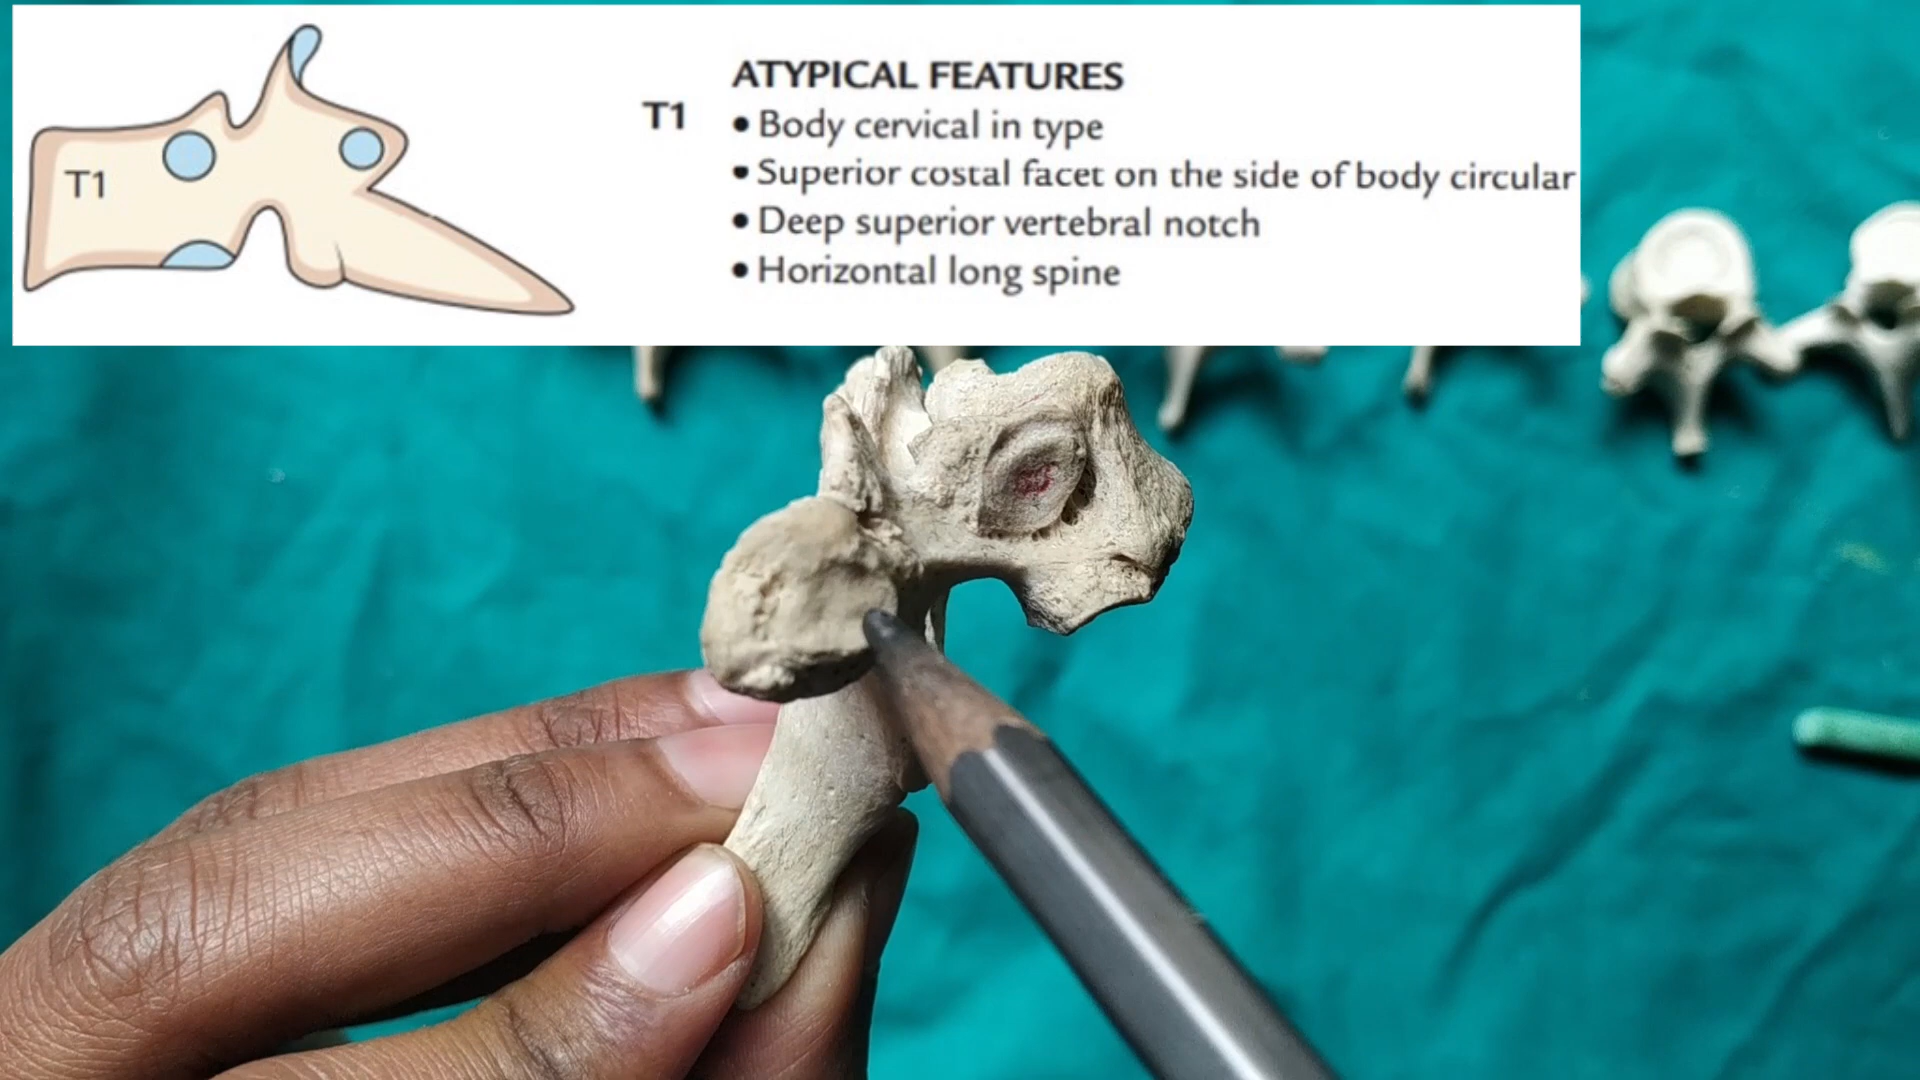 T1
T1
ATYPICAL FEATURES
• Body cervical in type
• Superior costal facet on the side of body circular
• Deep superior vertebral notch
• Horizontal long spine